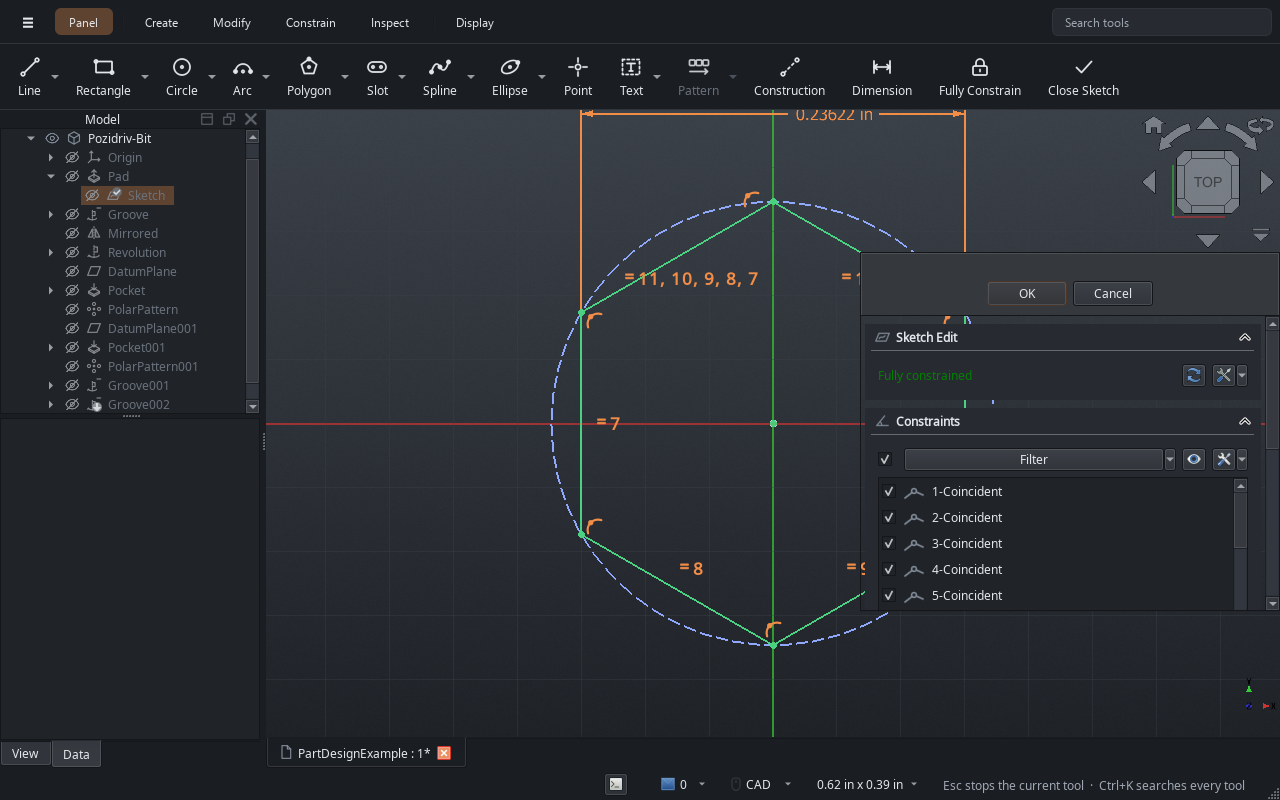 Panel Create Modify Constrain Inspect Display Search tools
Line Rectangle Circle Arc Polygon Slot Spline Ellipse Point Text Pattern Construction Dimension Fully Constrain Close Sketch
Model
Pozidriv-Bit
Origin
Pad
Sketch
Groove
Mirrored
Revolution
DatumPlane
Pocket
PolarPattern
DatumPlane001
Pocket001
PolarPattern001
Groove001
Groove002
View Data
0.23622 in
= 11, 10, 9, 8, 7
= 7
= 8
TOP
OK Cancel
Sketch Edit
Fully constrained
Constraints
Filter
1-Coincident
2-Coincident
3-Coincident
4-Coincident
5-Coincident
PartDesignExample : 1*
0 CAD 0.62 in x 0.39 in Esc stops the current tool · Ctrl+K searches every tool